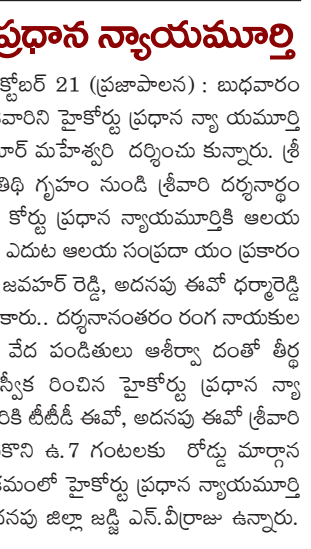 ప్రధాన న్యాయమూర్తి
క్టోబర్ 21 (ప్రజాపాలన) : బుధవారం
వారిని హైకోర్టు ప్రధాన న్యా యమూర్తి
ూర్ మహేశ్వరి దర్శించు కున్నారు. శ్రీ
తిథి గృహం నుండి శ్రీవారి దర్శనార్థం
కోర్టు ప్రధాన న్యాయమూర్తికి ఆలయ
ఎదుట ఆలయ సంప్రదా యం ప్రకారం
జవహర్ రెడ్డి, అదనపు ఈవో ధర్మారెడ్డి
కారు.. దర్శనానంతరం రంగ నాయకుల
వేద పండితులు ఆశీర్వా దంతో తీర్థ
స్వీక రించిన హైకోర్టు ప్రధాన న్యా
రికి టీటీడీ ఈవో, అదనపు ఈవో శ్రీవారి
కొని ఉ.7 గంటలకు రోడ్డు మార్గాన
మంలో హైకోర్టు ప్రధాన న్యాయమూర్తి
దనపు జిల్లా జడ్జి ఎన్.వీర్రాజు ఉన్నారు.